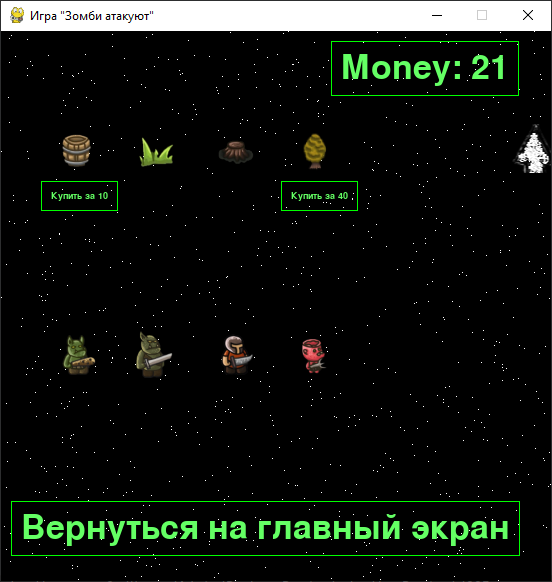 Игра "Зомби атакуют"
Money: 21
Купить за 10
Купить за 40
Вернуться на главный экран